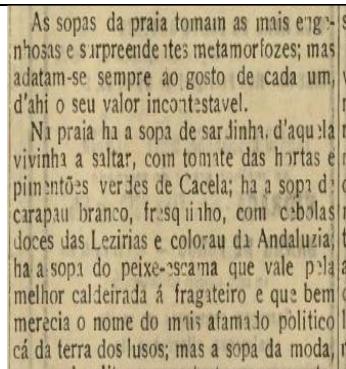 As sopas da praia tomam as mais enge-
nhosas e surpreendentes metamorfozes; mas
adatam-se sempre ao gosto de cada um,
d'ahi o seu valor incontestavel.
Na praia ha a sopa de sardinha, d'aquela
vivinha a saltar, com tomate das hortas e
pimentões verdes de Cacela; ha a sopa de
carapau branco, fresquinho, com cebolas
doces das Lezirias e colorau da Andaluzia;
ha a sopa do peixe-escama que vale pela
melhor caldeirada á fragateiro e que bem
merecia o nome do mais afamado politico
cá da terra dos lusos; mas a sopa da moda,